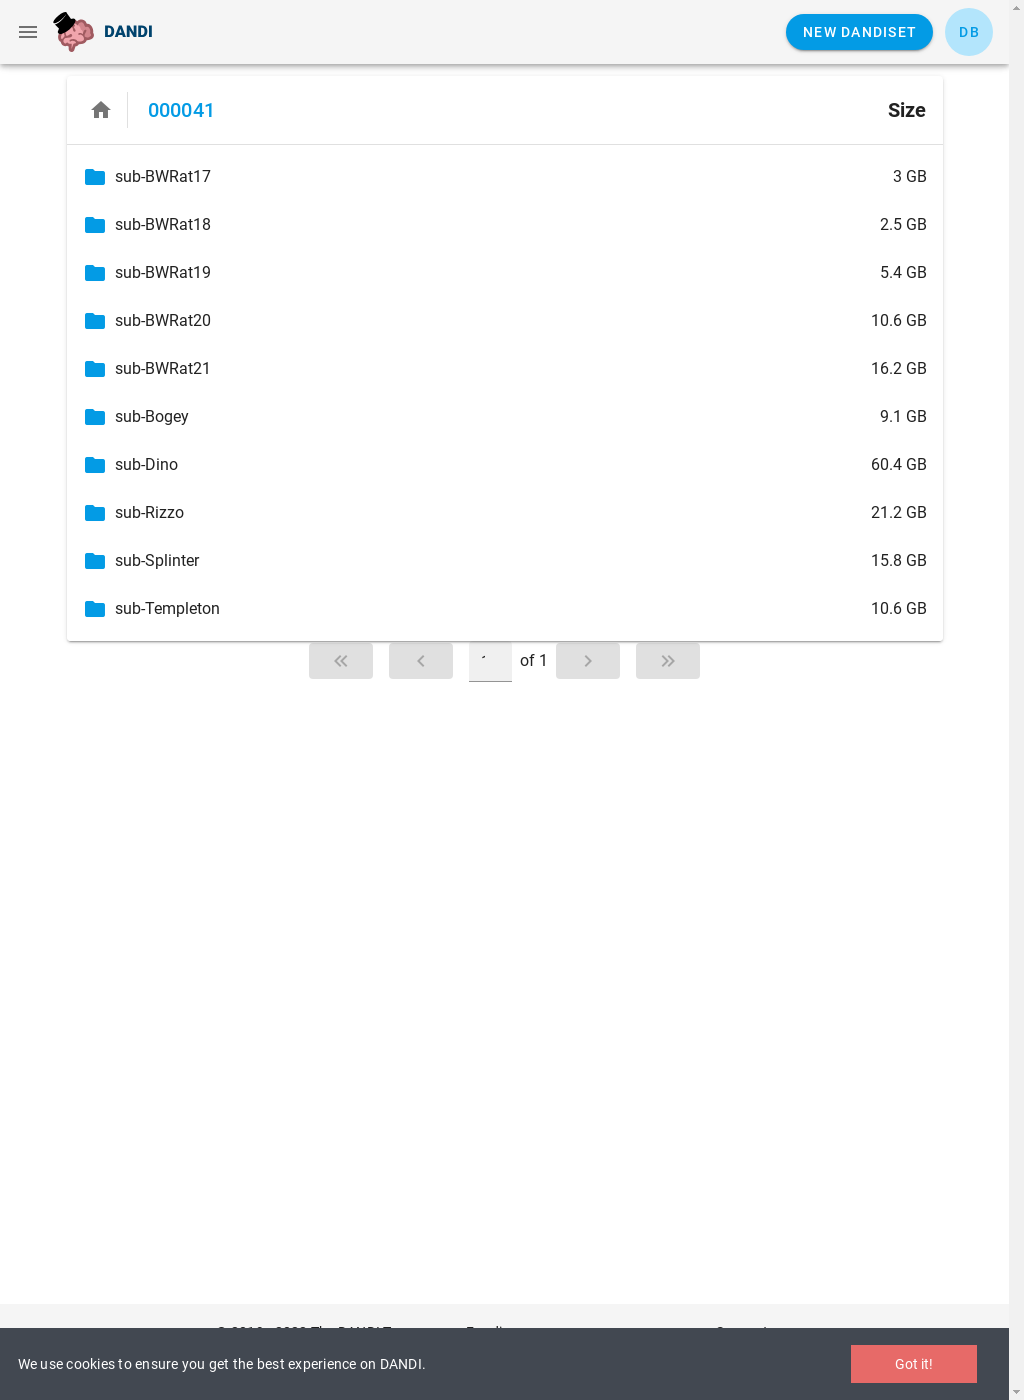 DANDI
NEW DANDISET
DB
000041
Size
sub-BWRat17 3 GB
sub-BWRat18 2.5 GB
sub-BWRat19 5.4 GB
sub-BWRat20 10.6 GB
sub-BWRat21 16.2 GB
sub-Bogey 9.1 GB
sub-Dino 60.4 GB
sub-Rizzo 21.2 GB
sub-Splinter 15.8 GB
sub-Templeton 10.6 GB
of 1
We use cookies to ensure you get the best experience on DANDI.
Got it!